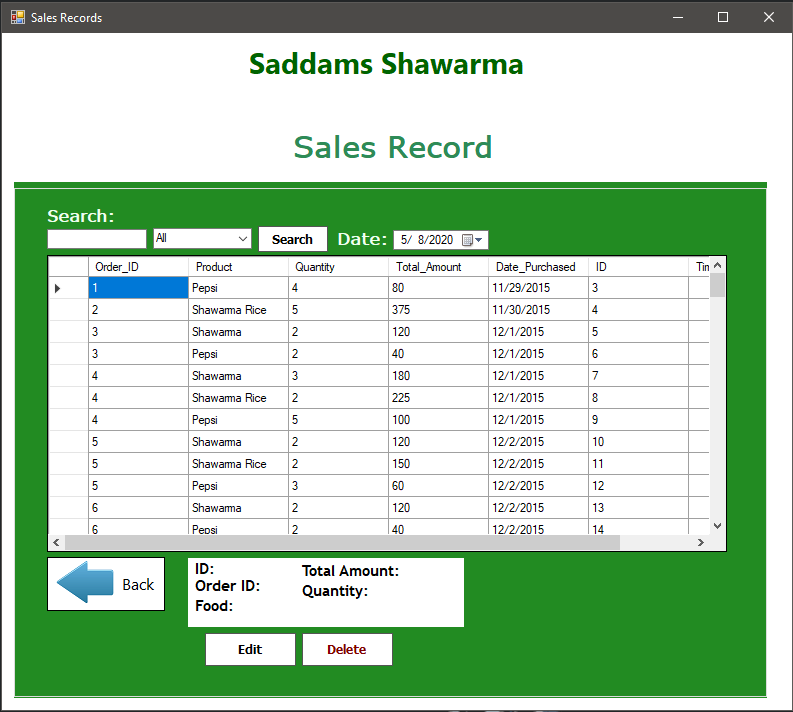 Sales Records
Saddams Shawarma
Sales Record
Search:
All Search Date: 5/ 8/2020
Order_ID Product Quantity Total_Amount Date_Purchased ID
1 Pepsi 4 80 11/29/2015 3
2 Shawarma Rice 5 375 11/30/2015 4
3 Shawarma 2 120 12/1/2015 5
3 Pepsi 2 40 12/1/2015 6
4 Shawarma 3 180 12/1/2015 7
4 Shawarma Rice 2 225 12/1/2015 8
4 Pepsi 5 100 12/1/2015 9
5 Shawarma 2 120 12/2/2015 10
5 Shawarma Rice 2 150 12/2/2015 11
5 Pepsi 3 60 12/2/2015 12
6 Shawarma 2 120 12/2/2015 13
6 Pepsi 2 40 12/2/2015 14
Back
ID:
Order ID:
Food:
Total Amount:
Quantity:
Edit Delete